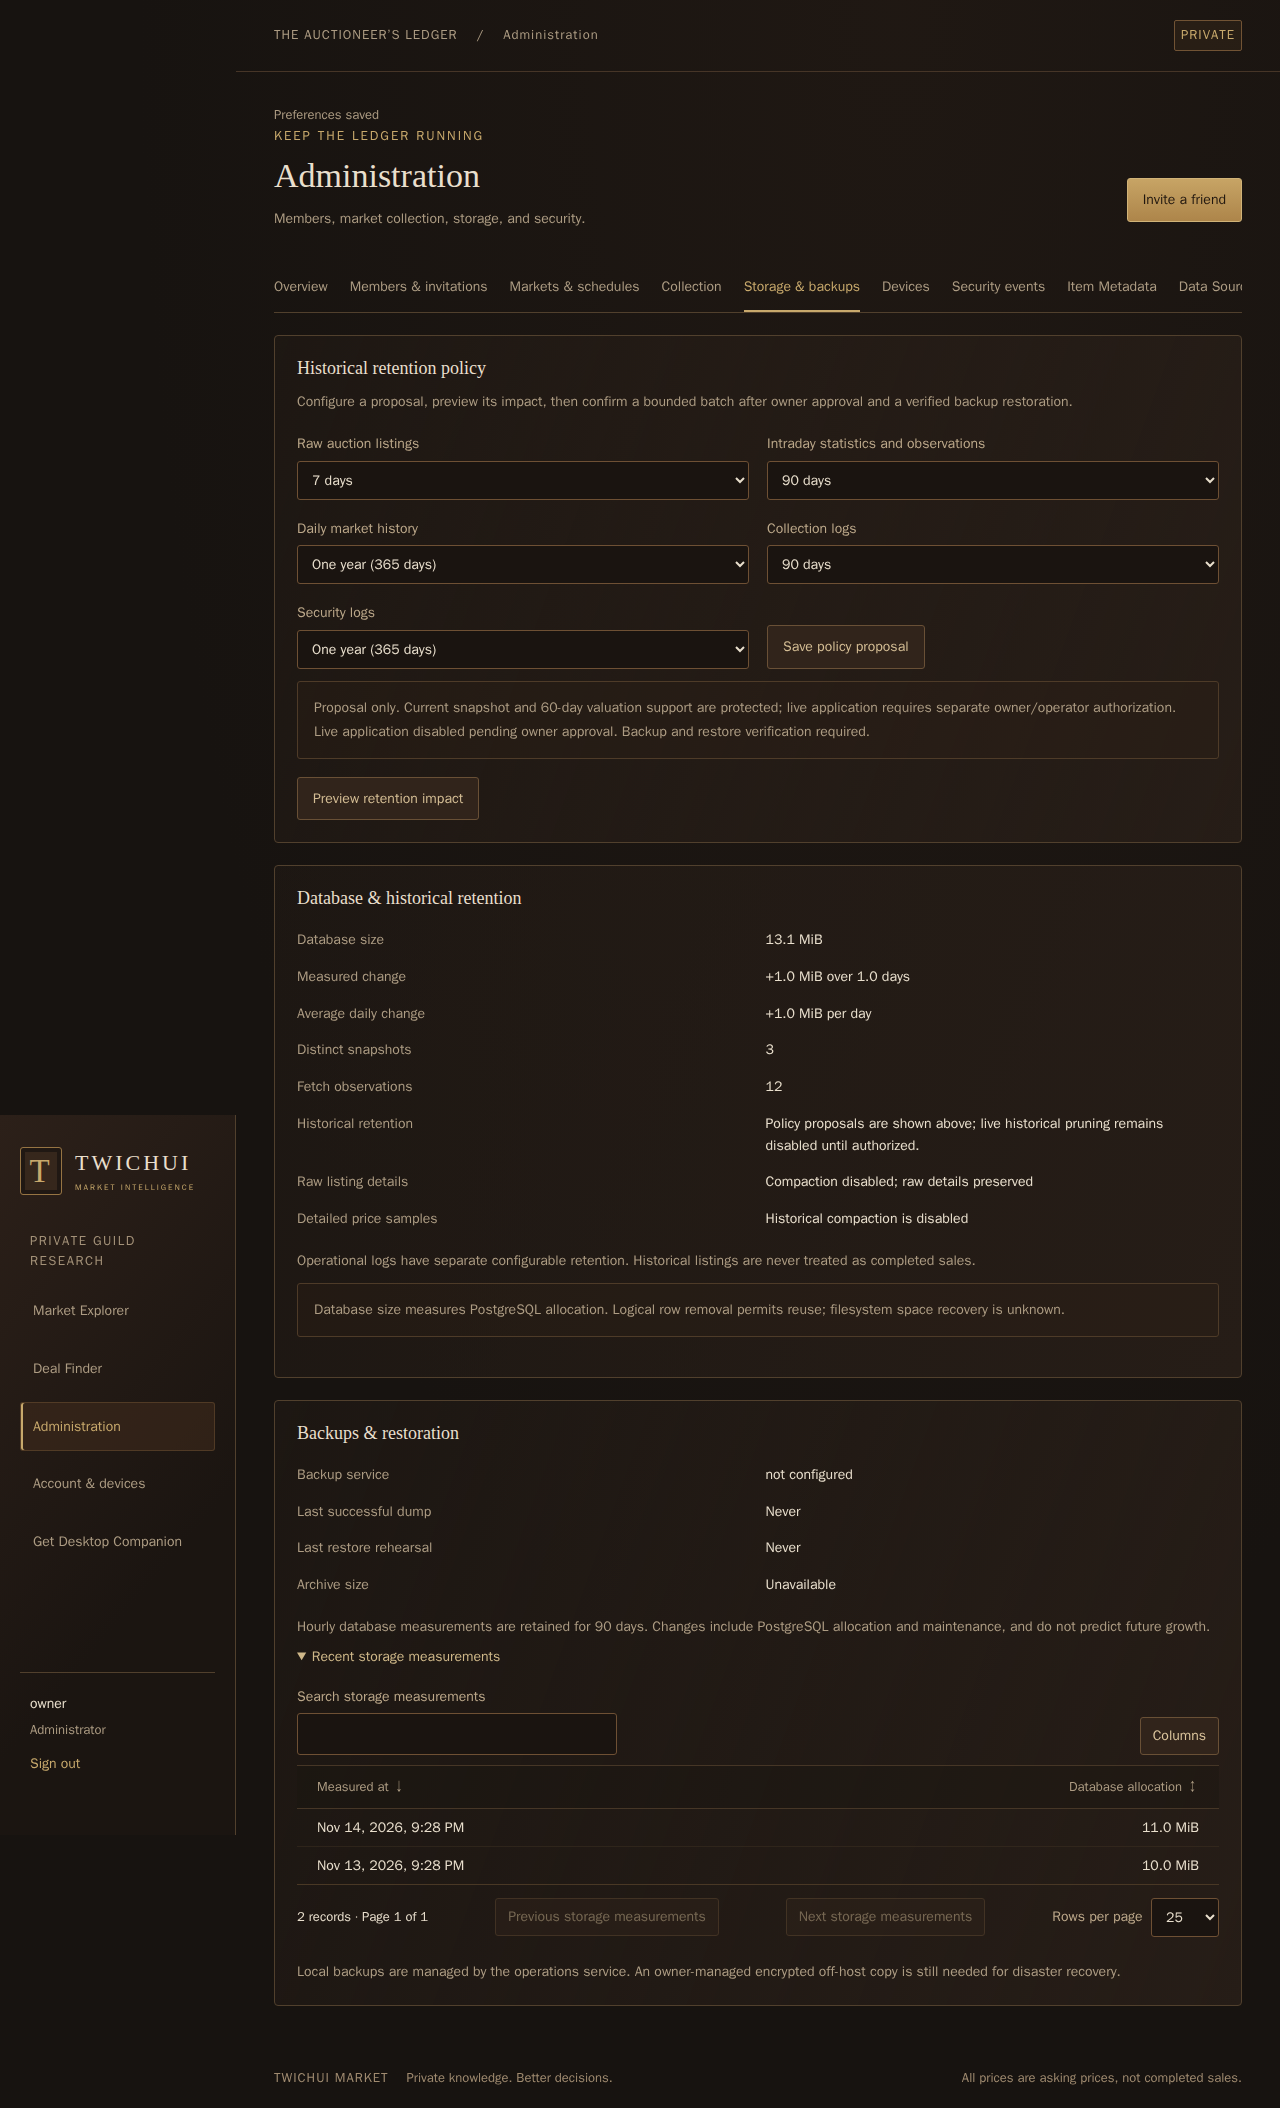 THE AUCTIONEER'S LEDGER / Administration
PRIVATE
Preferences saved
KEEP THE LEDGER RUNNING
Administration
Members, market collection, storage, and security.
Invite a friend
Overview Members & invitations Markets & schedules Collection Storage & backups Devices Security events Item Metadata Data Sour
Historical retention policy
Configure a proposal, preview its impact, then confirm a bounded batch after owner approval and a verified backup restoration.
Raw auction listings
7 days
Intraday statistics and observations
90 days
Daily market history
One year (365 days)
Collection logs
90 days
Security logs
One year (365 days)
Save policy proposal
Proposal only. Current snapshot and 60-day valuation support are protected; live application requires separate owner/operator authorization.
Live application disabled pending owner approval. Backup and restore verification required.
Preview retention impact
Database & historical retention
Database size 13.1 MiB
Measured change +1.0 MiB over 1.0 days
Average daily change +1.0 MiB per day
Distinct snapshots 3
Fetch observations 12
Historical retention Policy proposals are shown above; live historical pruning remains
disabled until authorized.
Raw listing details Compaction disabled; raw details preserved
Detailed price samples Historical compaction is disabled
Operational logs have separate configurable retention. Historical listings are never treated as completed sales.
Database size measures PostgreSQL allocation. Logical row removal permits reuse; filesystem space recovery is unknown.
T TWICHUI
MARKET INTELLIGENCE
PRIVATE GUILD
RESEARCH
Market Explorer
Deal Finder
Administration
Account & devices
Get Desktop Companion
owner
Administrator
Sign out
Backups & restoration
Backup service not configured
Last successful dump Never
Last restore rehearsal Never
Archive size Unavailable
Hourly database measurements are retained for 90 days. Changes include PostgreSQL allocation and maintenance, and do not predict future growth.
▼ Recent storage measurements
Search storage measurements
Columns
Measured at ↓ Database allocation ↕
Nov 14, 2026, 9:28 PM 11.0 MiB
Nov 13, 2026, 9:28 PM 10.0 MiB
2 records · Page 1 of 1 Previous storage measurements Next storage measurements Rows per page 25
Local backups are managed by the operations service. An owner-managed encrypted off-host copy is still needed for disaster recovery.
TWICHUI MARKET Private knowledge. Better decisions.
All prices are asking prices, not completed sales.